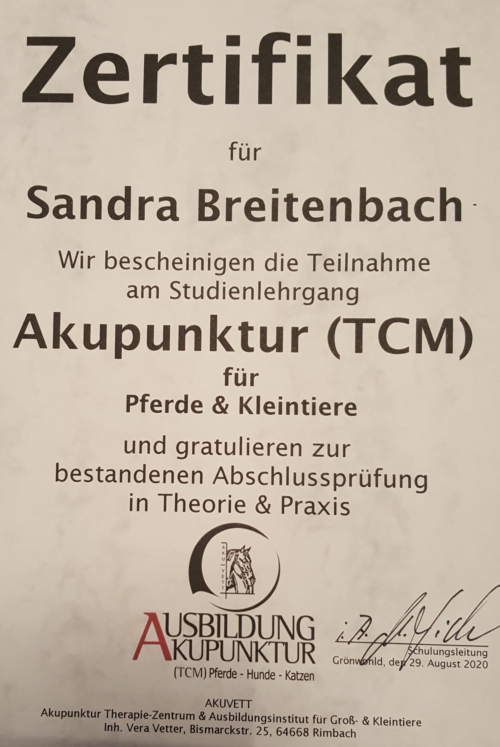 Zertifikat
für
Sandra Breitenbach
Wir bescheinigen die Teilnahme
am Studienlehrgang
Akupunktur (TCM)
für
Pferde & Kleintiere
und gratulieren zur
bestandenen Abschlussprüfung
in Theorie & Praxis
AKUVETT
AUSBILDUNG
AKUPUNKTUR
(TCM) Pferde - Hunde - Katzen
i.A.
Schulungsleitung
Grönwohld, den 29. August 2020
AKUVETT
Akupunktur Therapie-Zentrum & Ausbildungsinstitut für Groß- & Kleintiere
Inh. Vera Vetter, Bismarckstr. 25, 64668 Rimbach